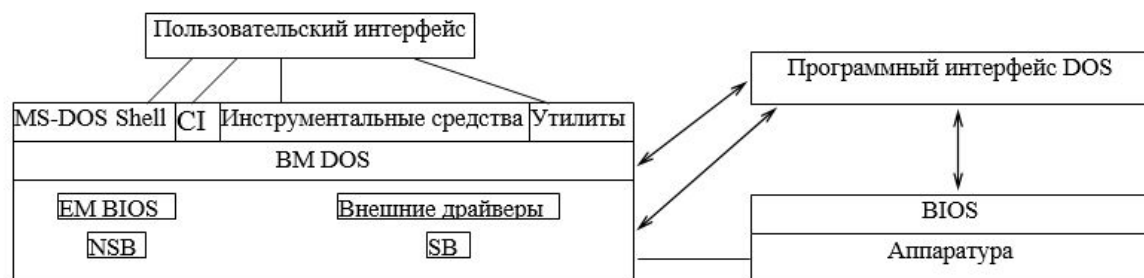 Пользовательский интерфейс
Программный интерфейс DOS
MS-DOS Shell CI Инструментальные средства Утилиты
BM DOS
EM BIOS Внешние драйверы
BIOS
NSB SB
Аппаратура